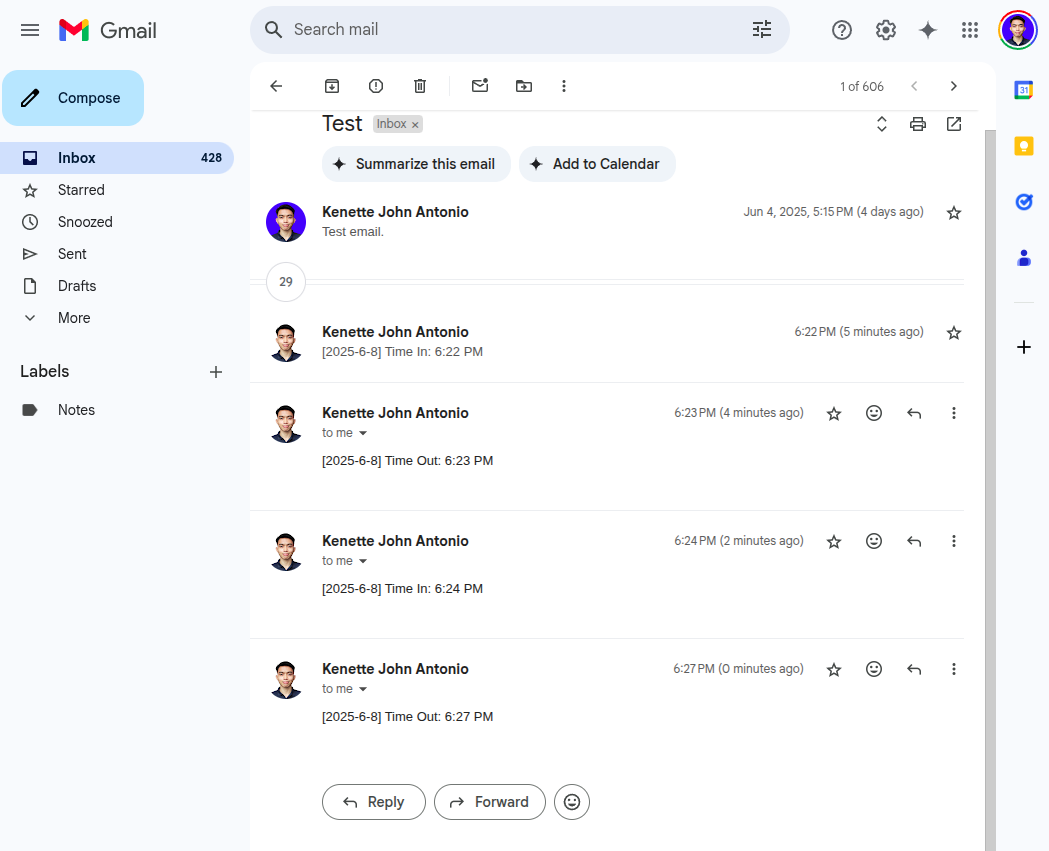 Gmail
Search mail
Compose
Inbox 428
Starred
Snoozed
Sent
Drafts
More
Labels
Notes
1 of 606
Test Inbox ×
Summarize this email Add to Calendar
Kenette John Antonio Jun 4, 2025, 5:15 PM (4 days ago)
Test email.
29
Kenette John Antonio 6:22 PM (5 minutes ago)
[2025-6-8] Time In: 6:22 PM
Kenette John Antonio 6:23 PM (4 minutes ago)
to me
[2025-6-8] Time Out: 6:23 PM
Kenette John Antonio 6:24 PM (2 minutes ago)
to me
[2025-6-8] Time In: 6:24 PM
Kenette John Antonio 6:27 PM (0 minutes ago)
to me
[2025-6-8] Time Out: 6:27 PM
Reply Forward
31